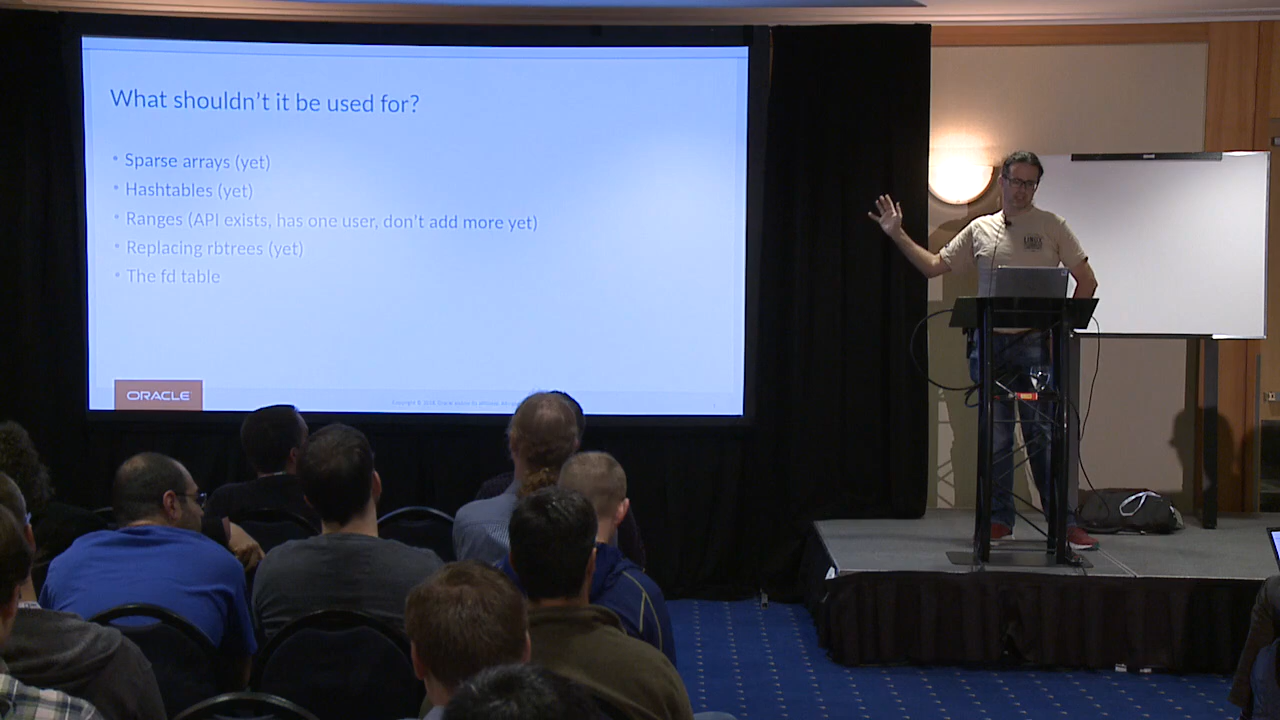 What shouldn't it be used for?
• Sparse arrays (yet)
• Hashtables (yet)
• Ranges (API exists, has one user, don't add more yet)
• Replacing rbtrees (yet)
• The fd table
ORACLE
LINUX